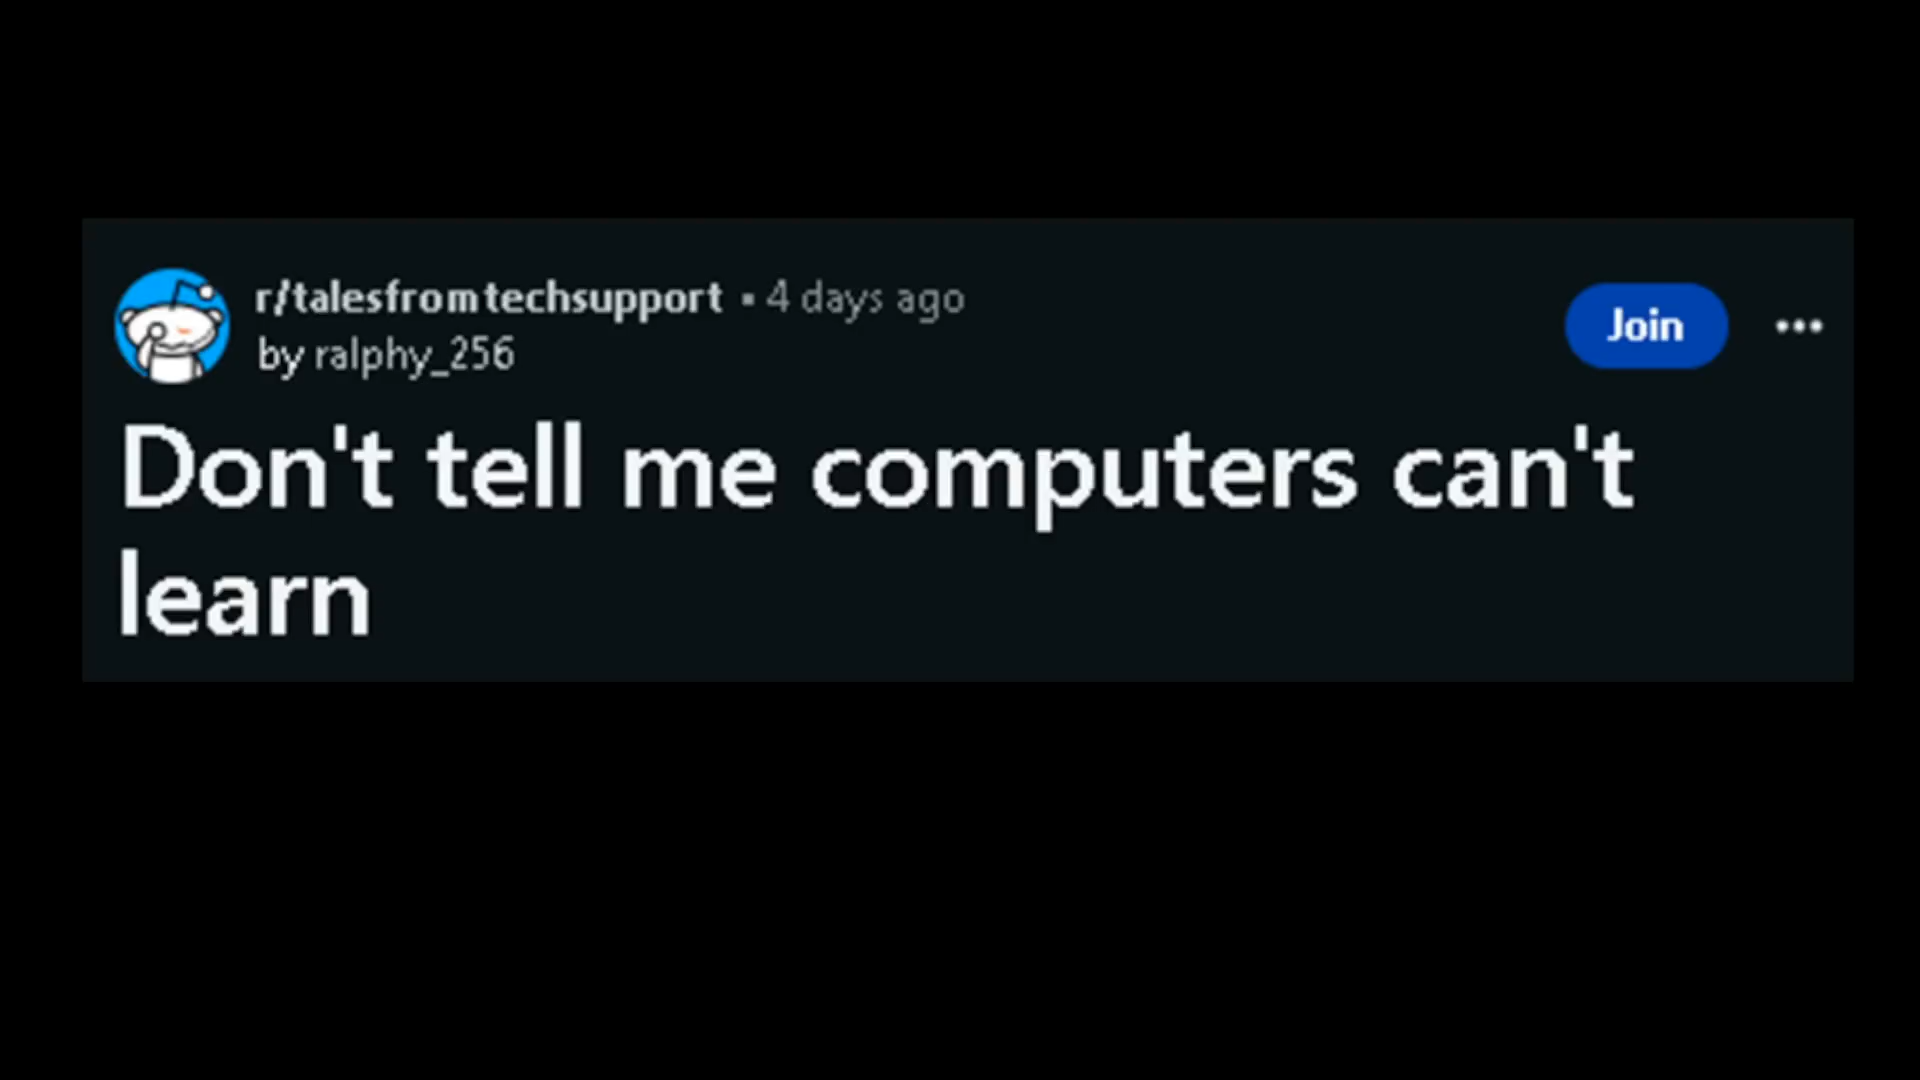 r/talesfromtechsupport • 4 days ago
by ralphy_256
Join
Don't tell me computers can't
learn